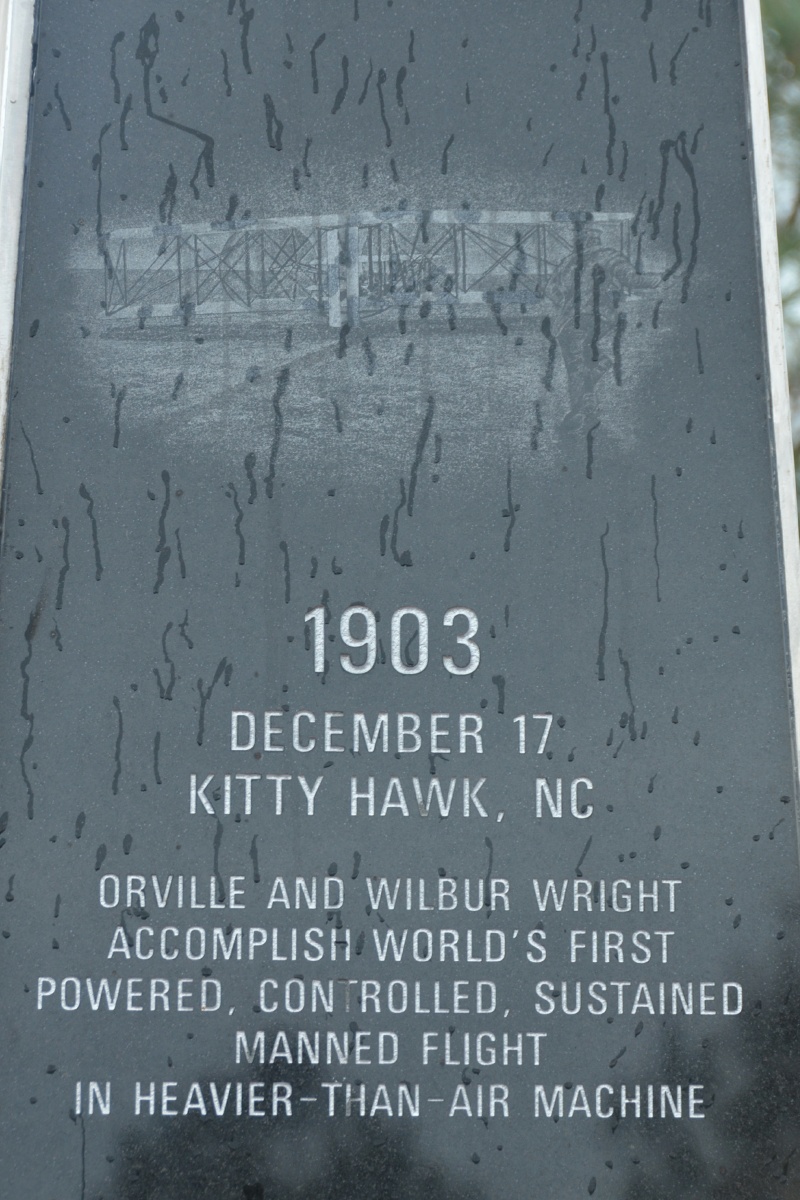 1903
DECEMBER 17
KITTY HAWK, NC
ORVILLE AND WILBUR WRIGHT
ACCOMPLISH WORLD'S FIRST
POWERED, CONTROLLED, SUSTAINED
MANNED FLIGHT
IN HEAVIER-THAN-AIR MACHINE